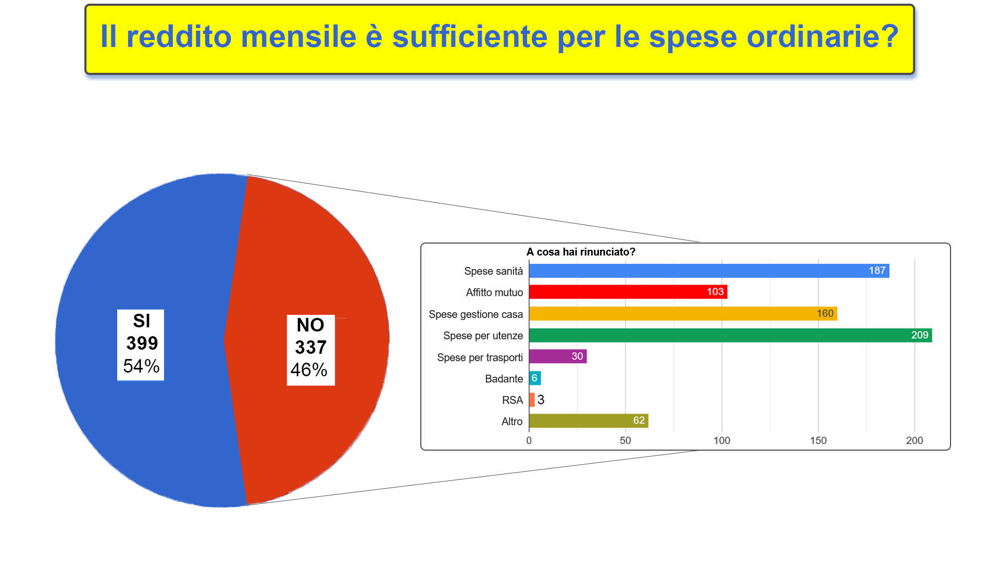 Il reddito mensile è sufficiente per le spese ordinarie?
SI
399
54%
NO
337
46%
A cosa hai rinunciato?
Spese sanità 187
Affitto mutuo 103
Spese gestione casa 160
Spese per utenze 209
Spese per trasporti 30
Badante 6
RSA 3
Altro 62
0 50 100 150 200